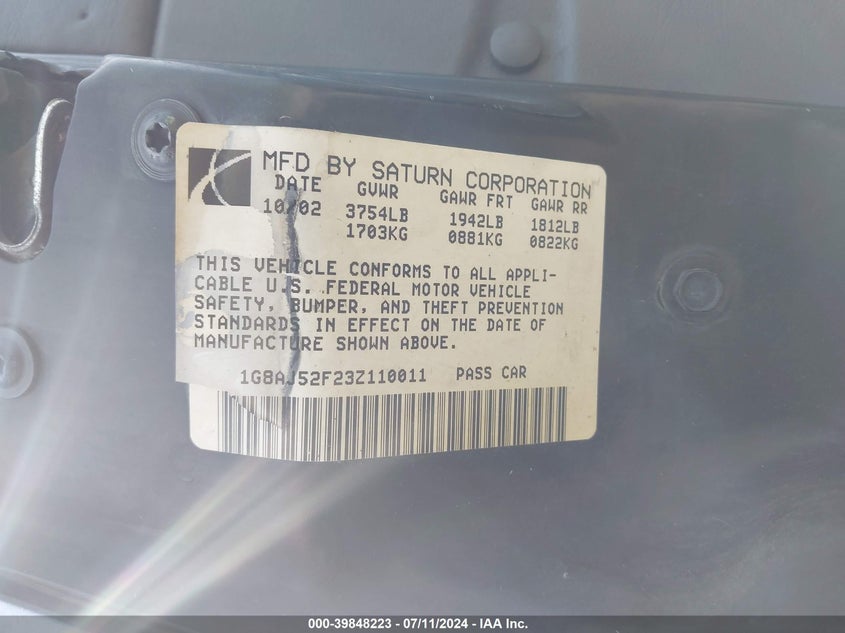 MFD BY SATURN CORPORATION
DATE GVWR GAWR FRT GAWR RR
10/02 3754LB 1942LB 1812LB
1703KG 0881KG 0822KG
THIS VEHICLE CONFORMS TO ALL APPLI-
CABLE U.S. FEDERAL MOTOR VEHICLE
SAFETY, BUMPER, AND THEFT PREVENTION
STANDARDS IN EFFECT ON THE DATE OF
MANUFACTURE SHOWN ABOVE.
1G8AJ52F23Z110011 PASS CAR
000-39848223 - 07/11/2024 - IAA Inc.